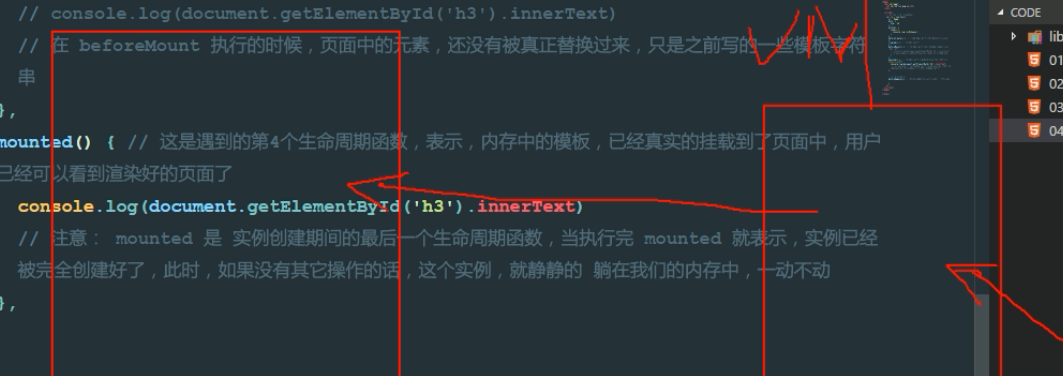 // console.log(document.getElementById('h3').innerText)
// 在 beforeMount 执行的时候，页面中的元素，还没有被真正替换过来，只是之前写的一些模板字符
串
},
mounted() { // 这是遇到的第4个生命周期函数，表示，内存中的模板，已经真实的挂载到了页面中，用户
已经可以看到渲染好的页面了
console.log(document.getElementById('h3').innerText)
// 注意： mounted 是 实例创建期间的最后一个生命周期函数，当执行完 mounted 就表示，实例已经
被完全创建好了，此时，如果没有其它操作的话，这个实例，就静静的 躺在我们的内存中，一动不动
},
CODE
lib
01
02
03
04